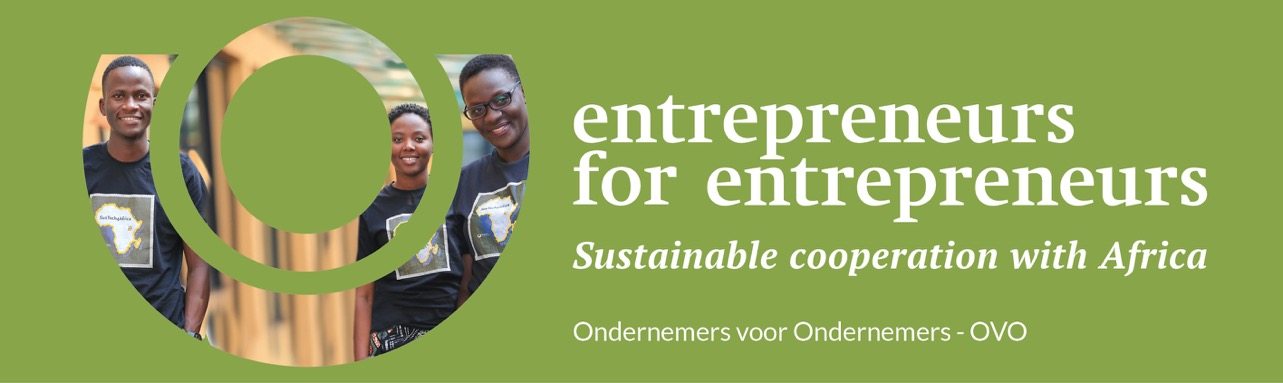 entrepreneurs
for entrepreneurs
Sustainable cooperation with Africa
Ondernemers voor Ondernemers - OVO